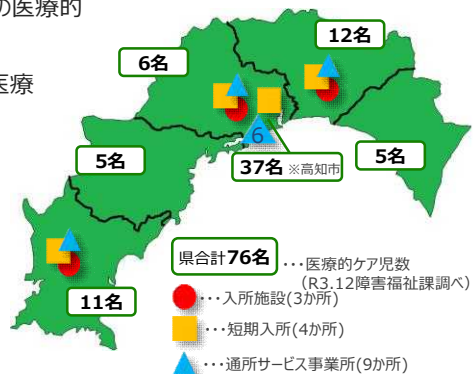 の医療的
医療
12名
6名
6
5名
37名 ※高知市
5名
11名
県合計76名 ･･･医療的ケア児数
(R3.12障害福祉課調べ)
･･･入所施設(3か所)
･･･短期入所(4か所)
･･･通所サービス事業所(9か所)